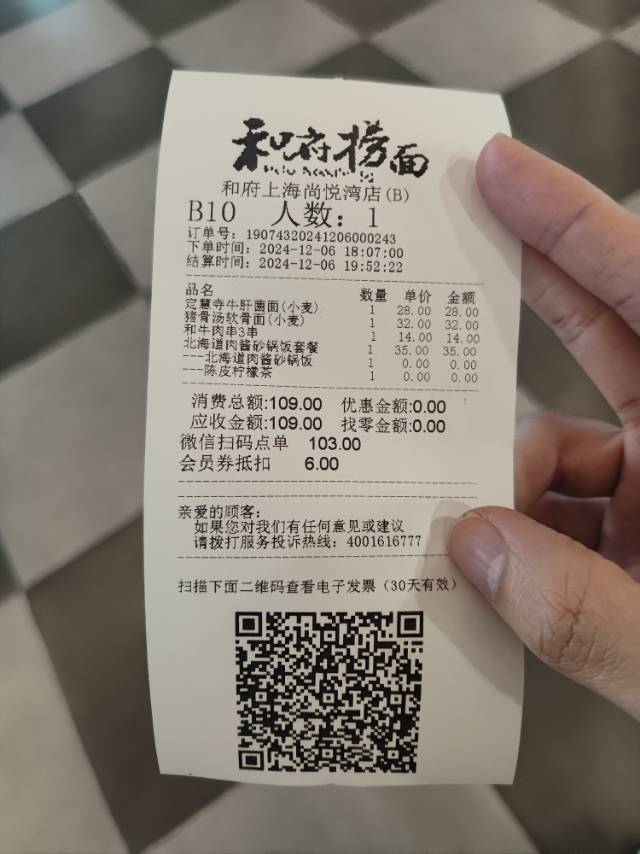 和府捞面
和府上海尚悦湾店(B)
B10 人数：1
订单号：19074320241206000243
下单时间：2024-12-06 18:07:00
结算时间：2024-12-06 19:52:22
品名 数量 单价 金额
定慧寺牛肝菌面(小麦) 1 28.00 28.00
猪骨汤软骨面(小麦) 1 32.00 32.00
和牛肉串3串 1 14.00 14.00
北海道肉酱砂锅饭套餐 1 35.00 35.00
---北海道肉酱砂锅饭 1 0.00 0.00
---陈皮柠檬茶 1 0.00 0.00
消费总额:109.00 优惠金额:0.00
应收金额:109.00 找零金额:0.00
微信扫码点单 103.00
会员券抵扣 6.00
亲爱的顾客：
如果您对我们有任何意见或建议
请拨打服务投诉热线：4001616777
扫描下面二维码查看电子发票（30天有效）